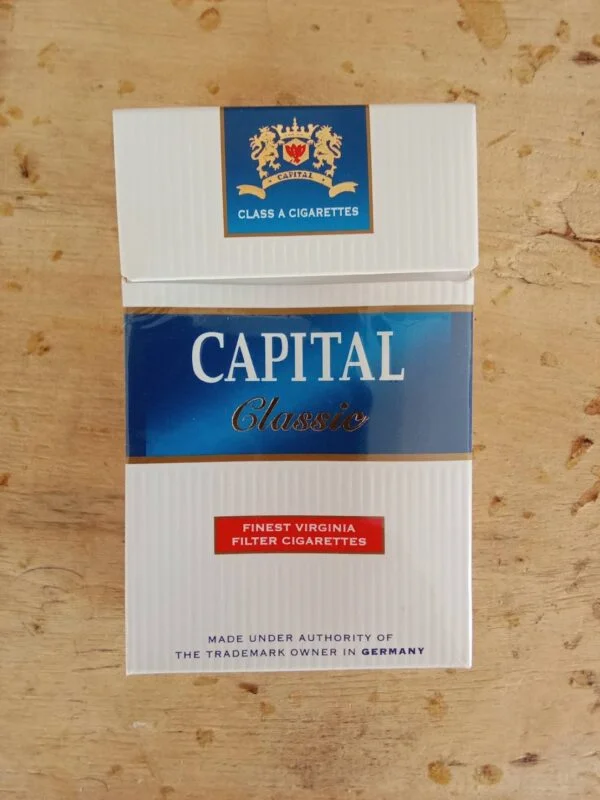 CAPITAL
CLASS A CIGARETTES
CAPITAL
Classic
FINEST VIRGINIA
FILTER CIGARETTES
MADE UNDER AUTHORITY OF
THE TRADEMARK OWNER IN GERMANY